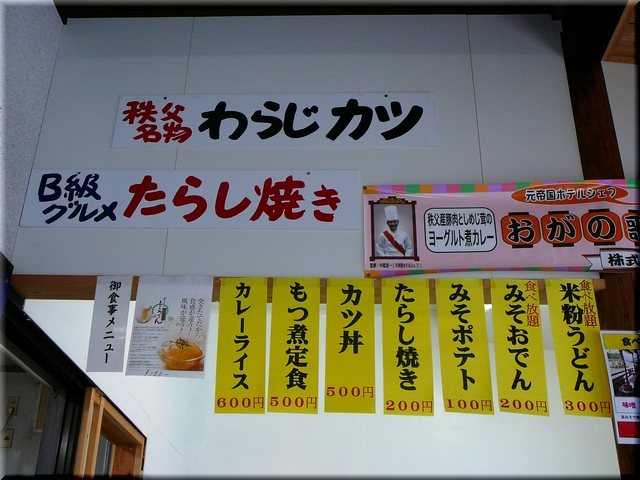 秩父
名物
わらじカツ
B級
グルメ
たらし焼き
元帝国ホテルシェフ
秩父産豚肉としめじ茸の
ヨーグルト煮カレー
おがの
株式
御食事メニュー
カレーライス
600円
もつ煮定食
500円
カツ丼
500円
たらし焼き
200円
みそポテト
100円
食べ放題
みそおでん
200円
食べ放題
米粉うどん
300円